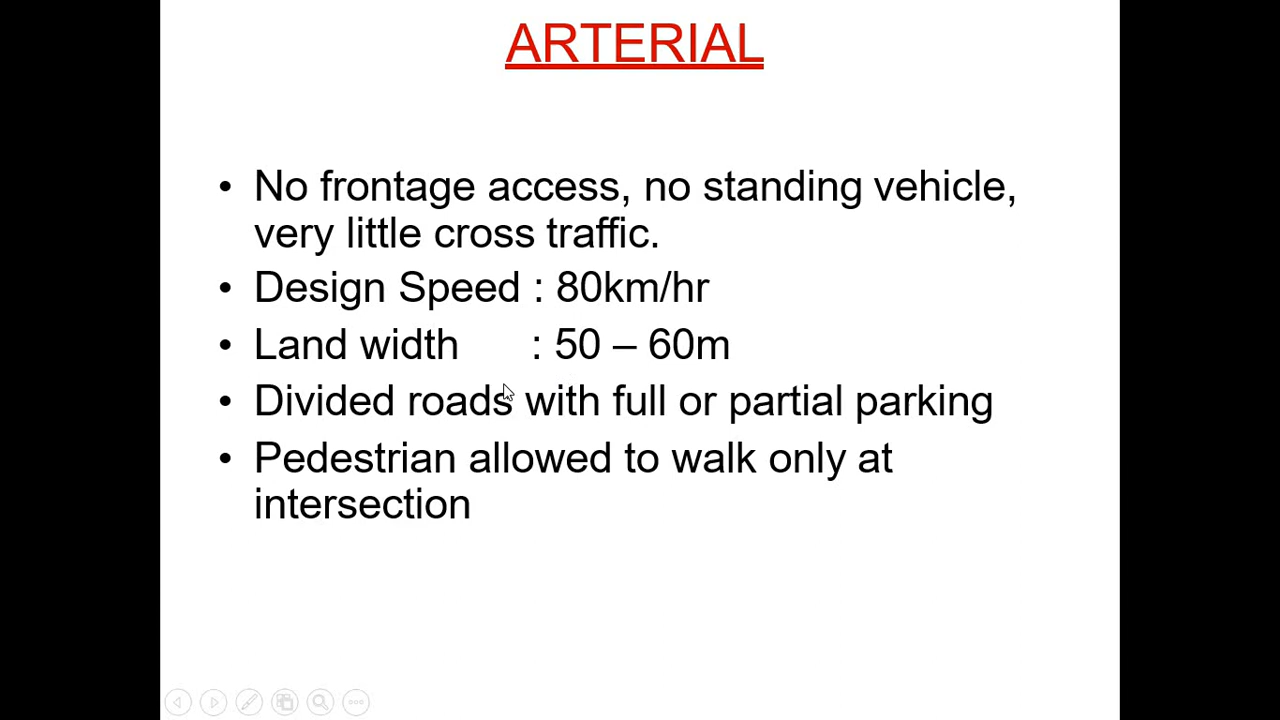 ARTERIAL
• No frontage access, no standing vehicle,
very little cross traffic.
• Design Speed : 80km/hr
• Land width : 50 – 60m
• Divided roads with full or partial parking
• Pedestrian allowed to walk only at
intersection